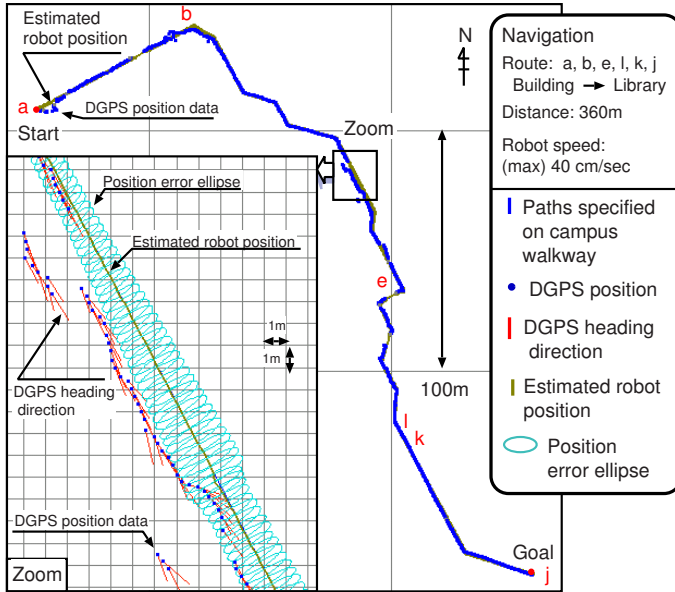 b
Estimated
robot position
a
DGPS position data
Start
N
Zoom
Position error ellipse
Estimated robot position
1m
1m
DGPS heading
direction
DGPS position data
Zoom
e
100m
l
k
Goal
j
Navigation
Route: a, b, e, l, k, j
Building → Library
Distance: 360m
Robot speed:
(max) 40 cm/sec
Paths specified
on campus
walkway
DGPS position
DGPS heading
direction
Estimated robot
position
Position
error ellipse